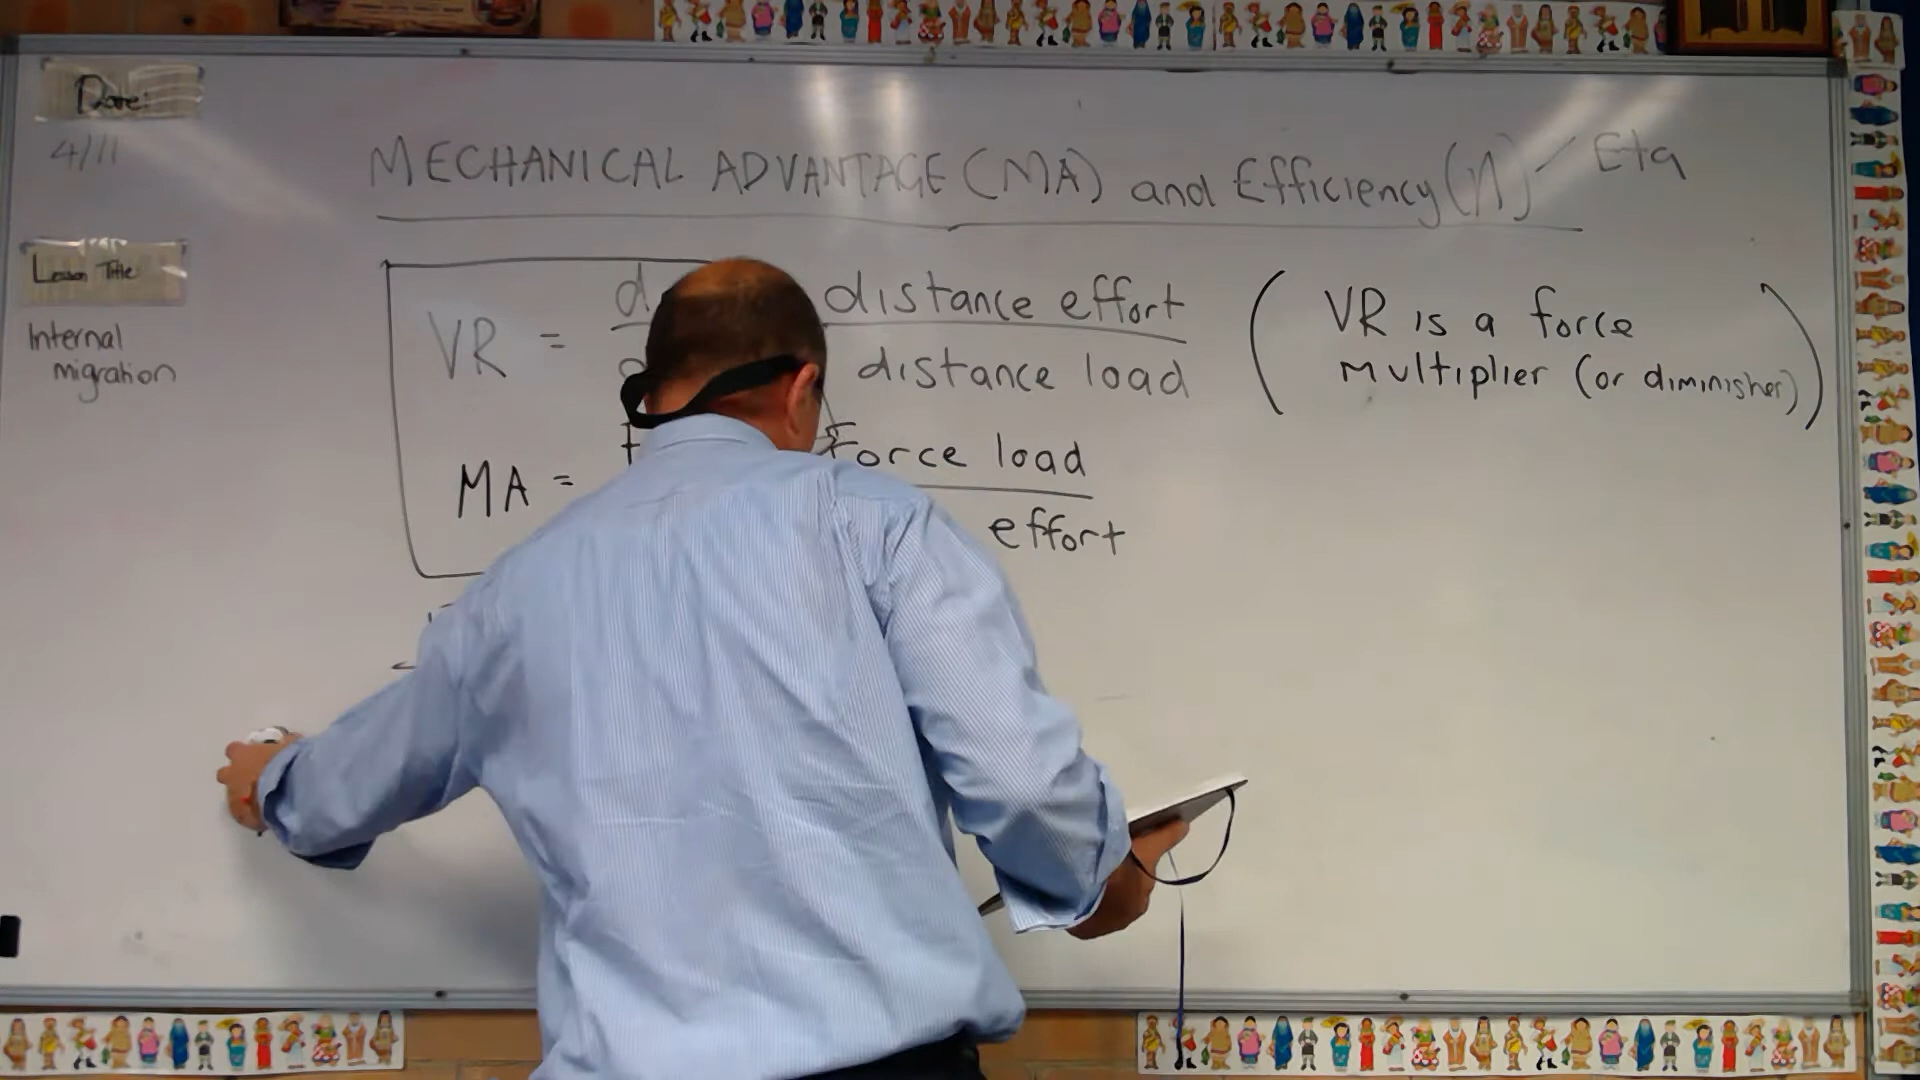 Date:
4/11
MECHANICAL ADVANTAGE (MA) and Efficiency (η) – Eta
Lesson Title
Internal
migration
VR = d distance effort
distance load
MA = Force load
effort
( VR is a force
multiplier (or diminisher) )